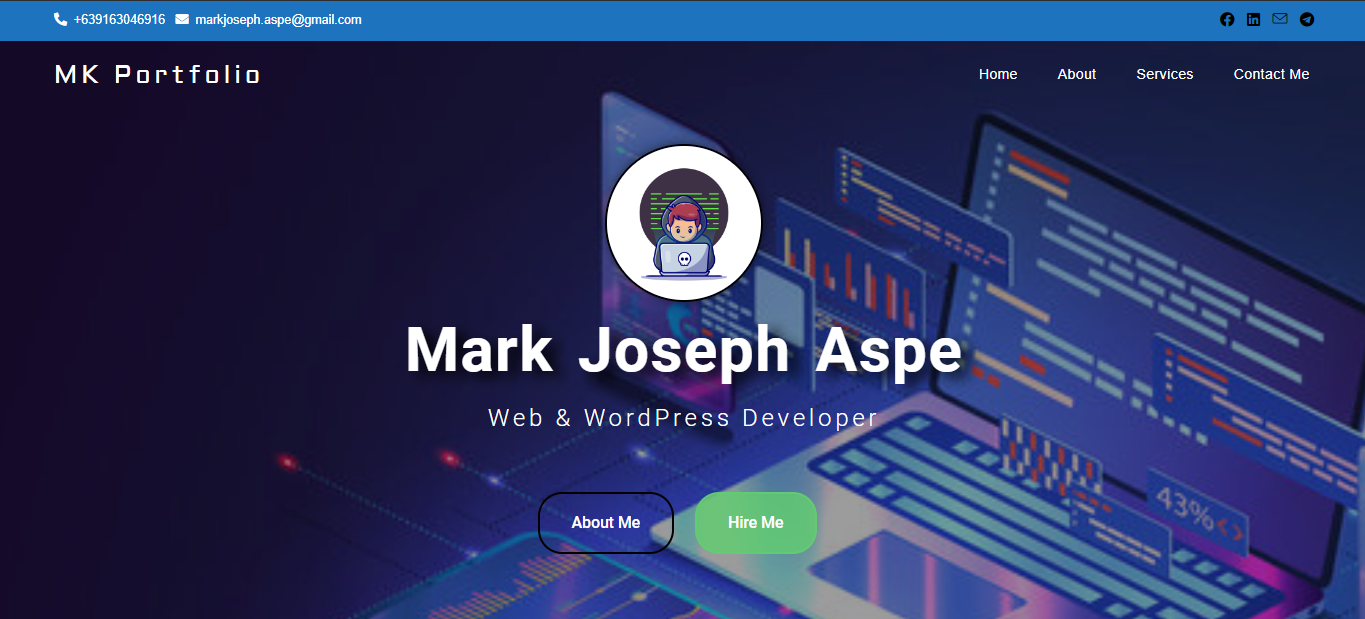 +639163046916 markjoseph.aspe@gmail.com
MK Portfolio
Home About Services Contact Me
Mark Joseph Aspe
Web & WordPress Developer
About Me Hire Me
43%<>